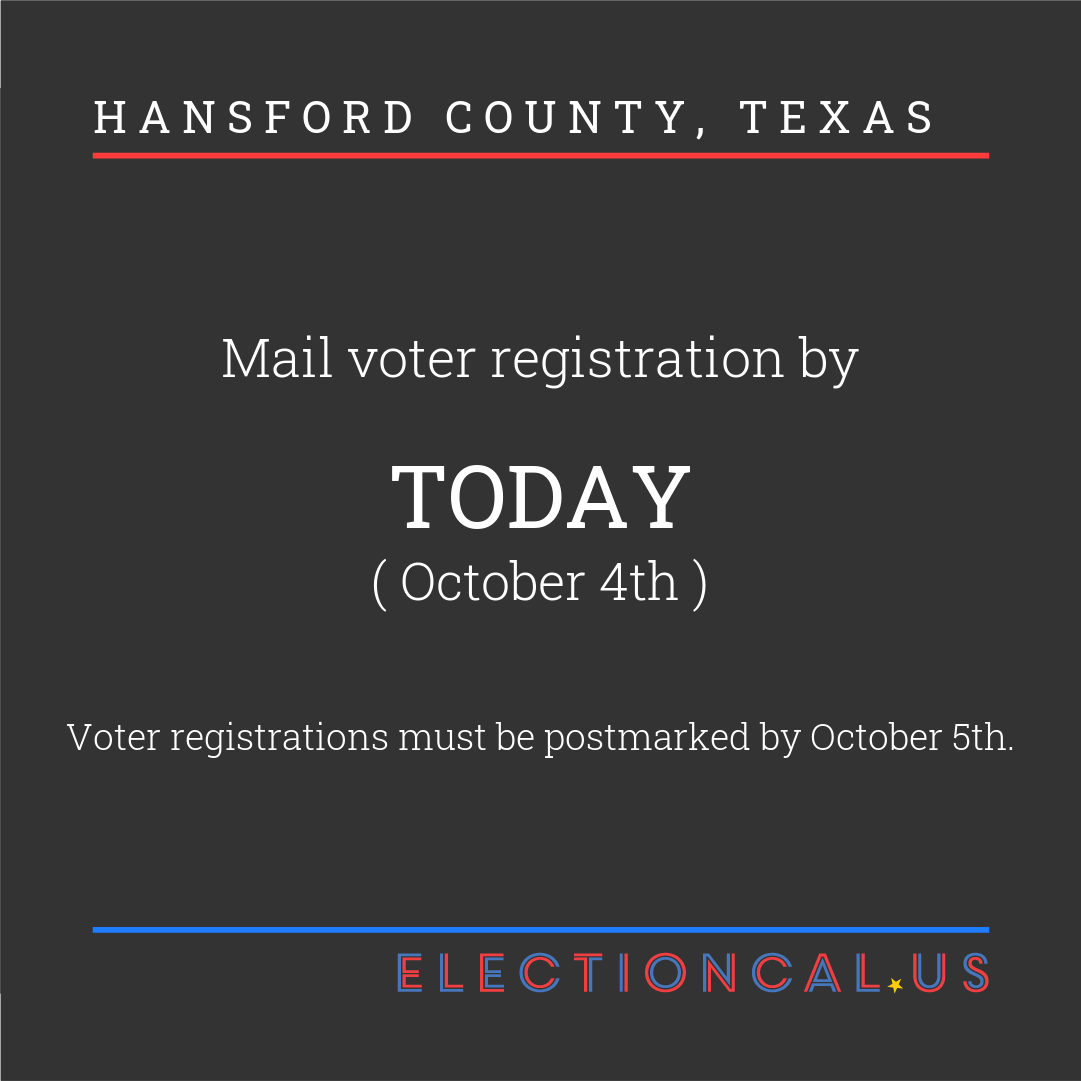 HANSFORD COUNTY, TEXAS
Mail voter registration by
TODAY
( October 4th )
Voter registrations must be postmarked by October 5th.
ELECTIONCAL.US